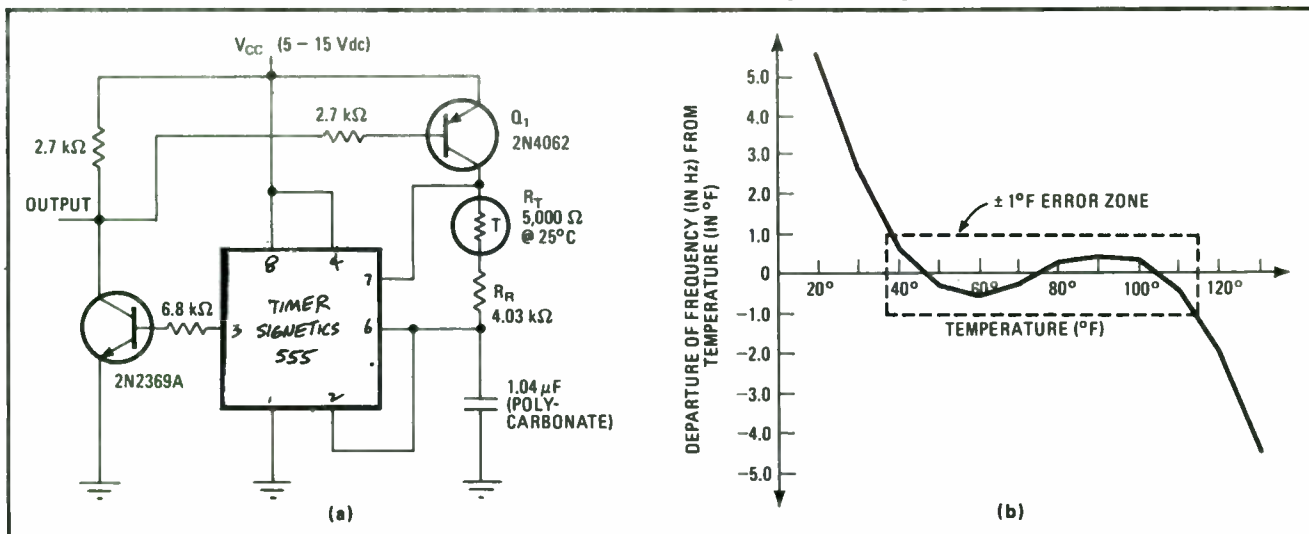 V_CC (5 – 15 Vdc)
2.7 kΩ
2.7 kΩ
Q₁
2N4062
OUTPUT
R_T
5,000 Ω
@ 25°C
T
8
4
7
6.8 kΩ
3
TIMER
SIGNETICS
555
6
R_R
4.03 kΩ
2N2369A
1
2
1.04 μF
(POLY-
CARBONATE)
(a)
DEPARTURE OF FREQUENCY (IN Hz) FROM
TEMPERATURE (IN °F)
5.0
4.0
3.0
2.0
1.0
0
-1.0
-2.0
-3.0
-4.0
-5.0
± 1°F ERROR ZONE
20°
40°
60°
80°
100°
120°
TEMPERATURE (°F)
(b)